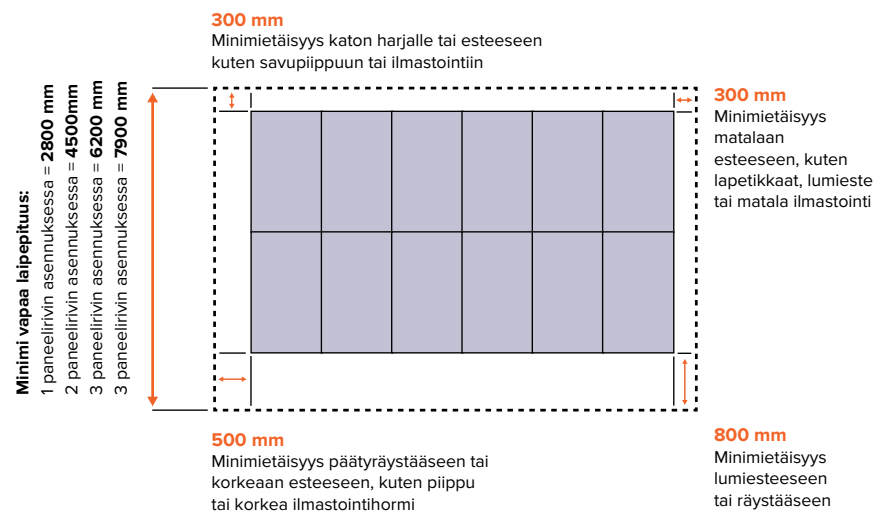 300 mm
Minimietäisyys katon harjalle tai esteeseen
kuten savupiippuun tai ilmastointiin
Minimi vapaa laipepituus:
1 paneelirivin asennuksessa = 2800 mm
2 paneelirivin asennuksessa = 4500mm
3 paneelirivin asennuksessa = 6200 mm
3 paneelirivin asennuksessa = 7900 mm
300 mm
Minimietäisyys
matalaan
esteeseen, kuten
lapetikkaat, lumieste
tai matala ilmastointi
500 mm
Minimietäisyys päätyräystääseen tai
korkeaan esteeseen, kuten piippu
tai korkea ilmastointihormi
800 mm
Minimietäisyys
lumiesteeseen
tai räystääseen